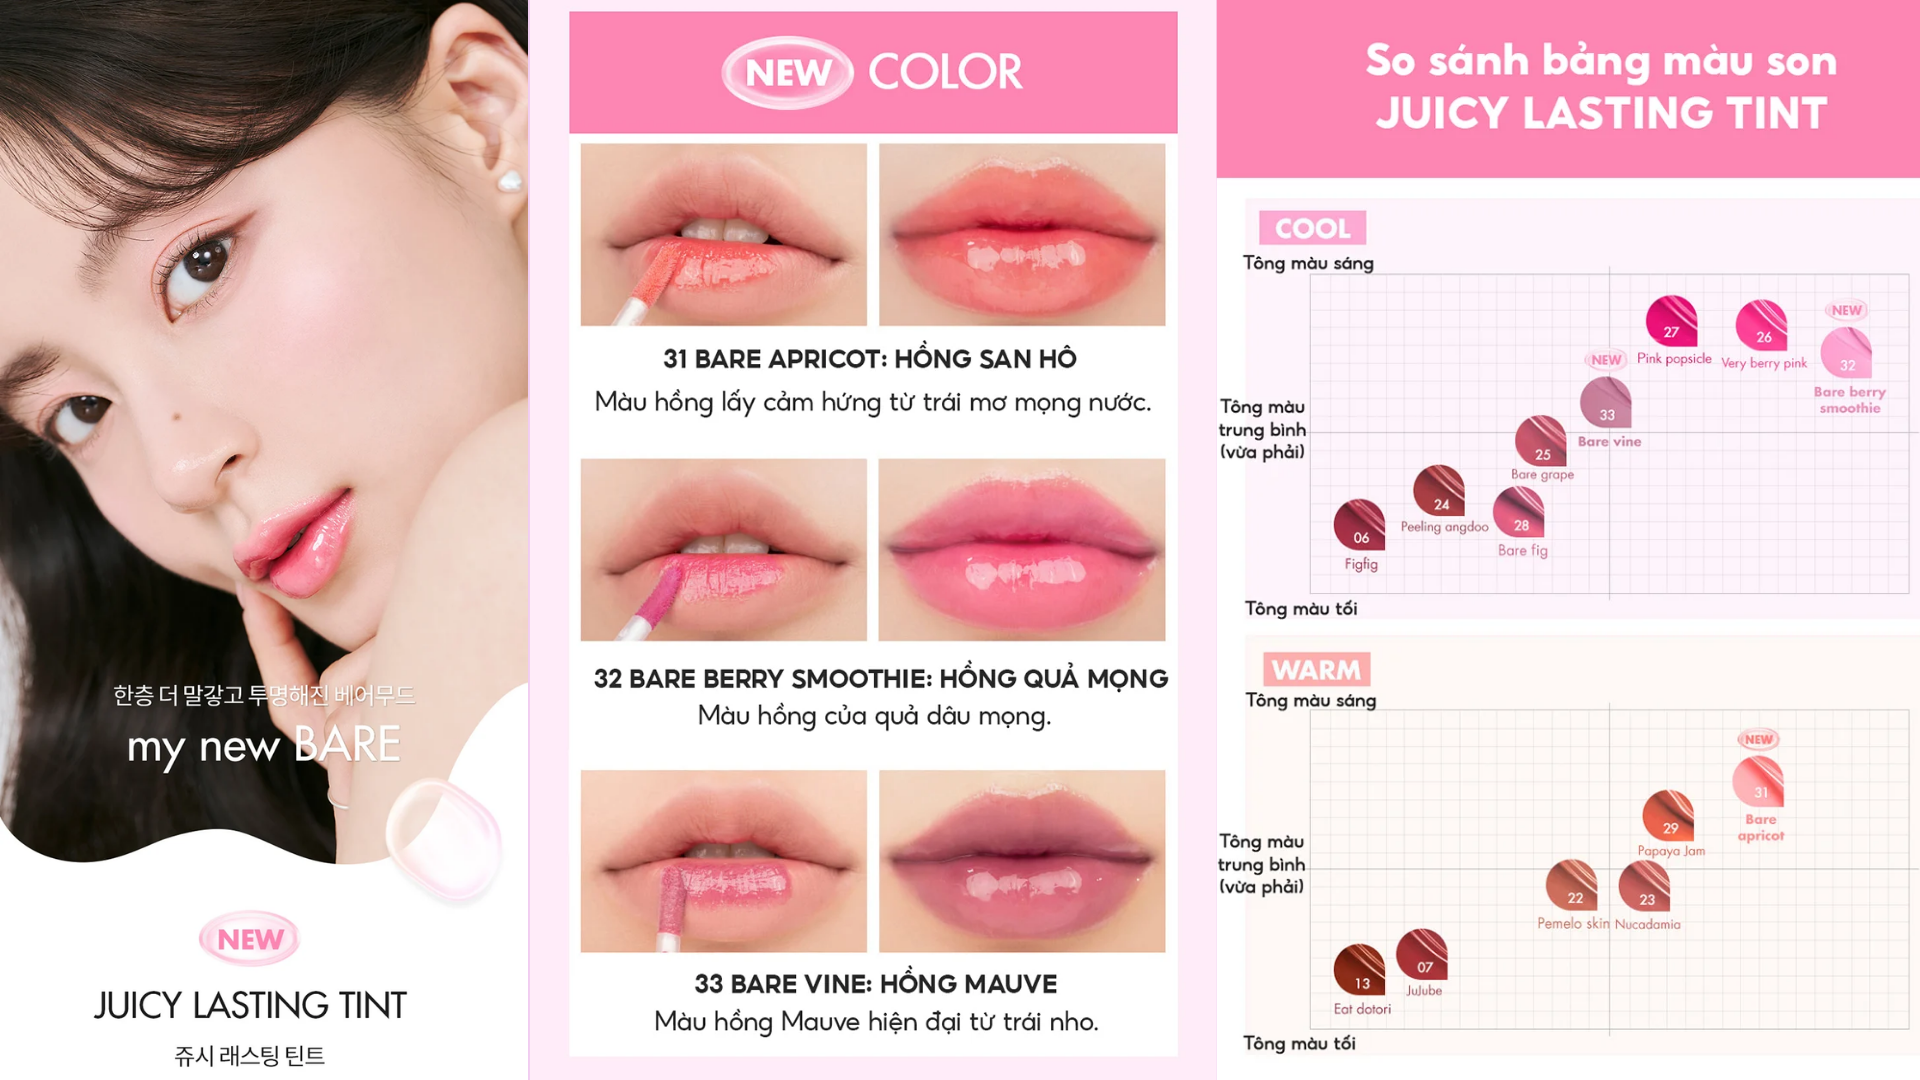 한층 더 말갛고 투명해진 베어무드
my new BARE
NEW
JUICY LASTING TINT
쥬시 래스팅 틴트
NEW COLOR
31 BARE APRICOT: HỒNG SAN HÔ
Màu hồng lấy cảm hứng từ trái mơ mọng nước.
32 BARE BERRY SMOOTHIE: HỒNG QUẢ MỌNG
Màu hồng của quả dâu mọng.
33 BARE VINE: HỒNG MAUVE
Màu hồng Mauve hiện đại từ trái nho.
So sánh bảng màu son
JUICY LASTING TINT
COOL
Tông màu sáng
27
Pink popsicle
26
Very berry pink
NEW
32
Bare berry
smoothie
NEW
33
Bare vine
Tông màu
trung bình
(vừa phải)
25
Bare grape
24
Peeling angdoo
28
Bare fig
06
Figfig
Tông màu tối
WARM
Tông màu sáng
NEW
31
Bare
apricot
29
Papaya Jam
Tông màu
trung bình
(vừa phải)
22
Pemelo skin
23
Nucadamia
13
Eat dotori
07
JuJube
Tông màu tối